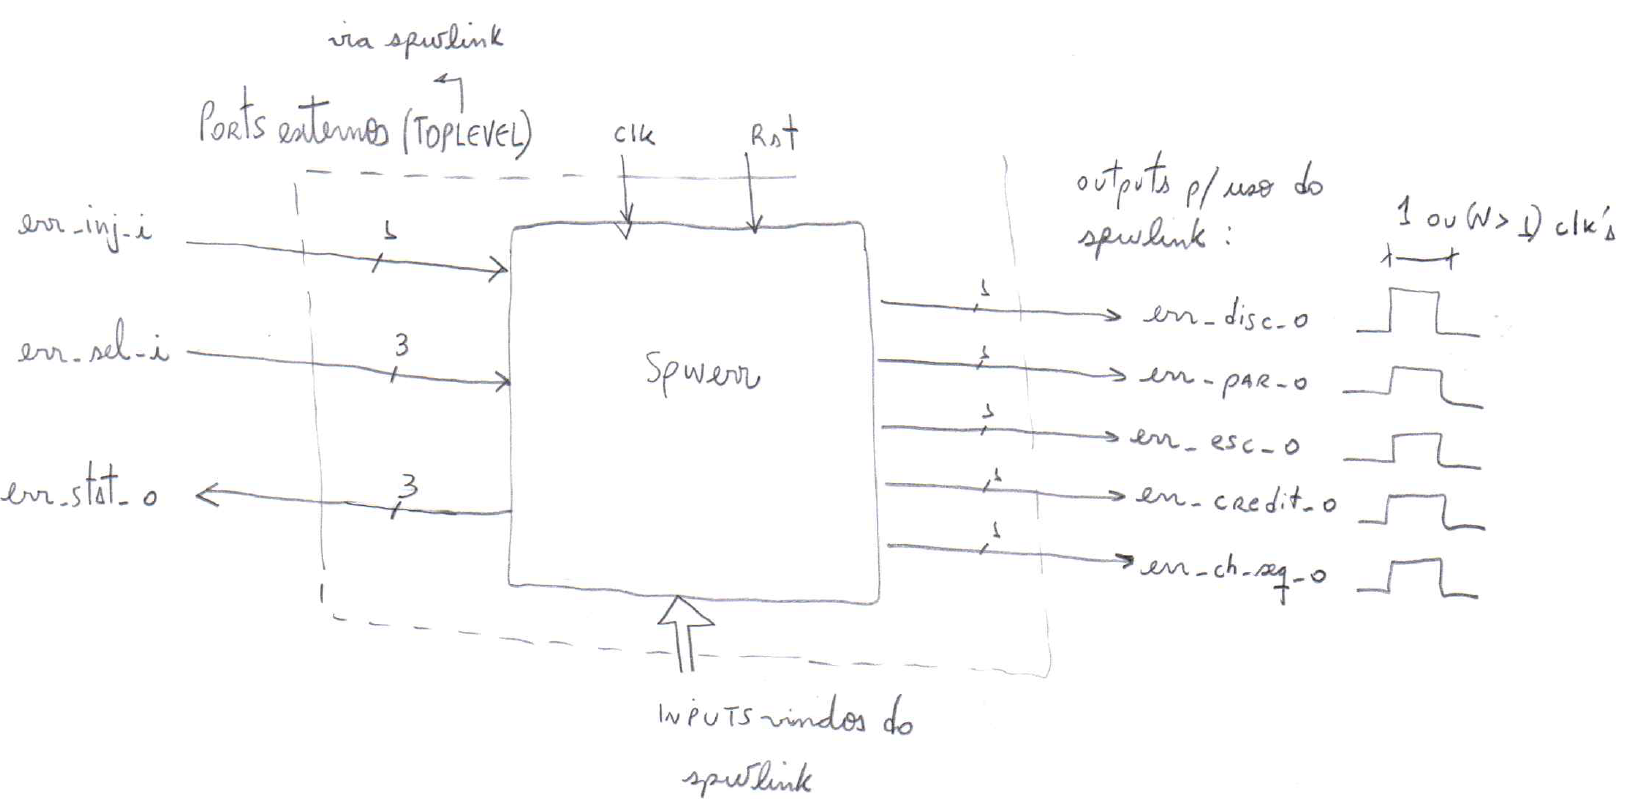 via spwlink
Ports externos (TOPLEVEL)
clk
Rst
outputs p/ uso do
spwlink :
1 ou (N > 1) clk's
err_inj_i
1
err_sel_i
3
err_stat_o
3
Spwerr
1
err_disc_o
1
err_par_o
1
err_esc_o
1
err_credit_o
1
err_ch_seq_o
INPUTS vindos do
spwlink